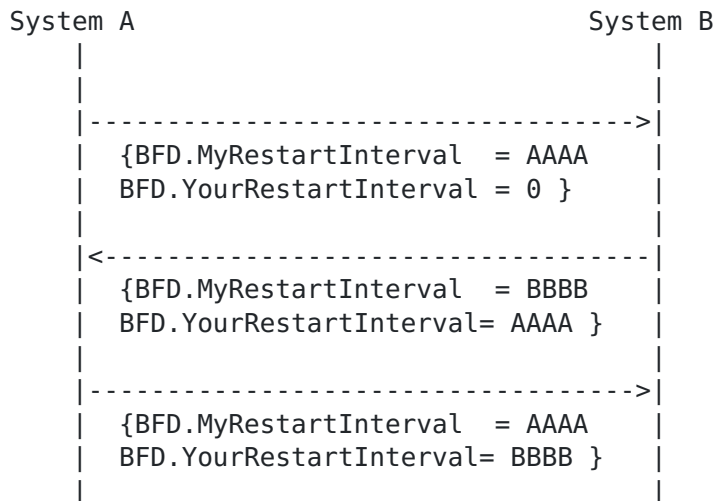 System A System B
{BFD.MyRestartInterval = AAAA
BFD.YourRestartInterval = 0 }
{BFD.MyRestartInterval = BBBB
BFD.YourRestartInterval= AAAA }
{BFD.MyRestartInterval = AAAA
BFD.YourRestartInterval= BBBB }